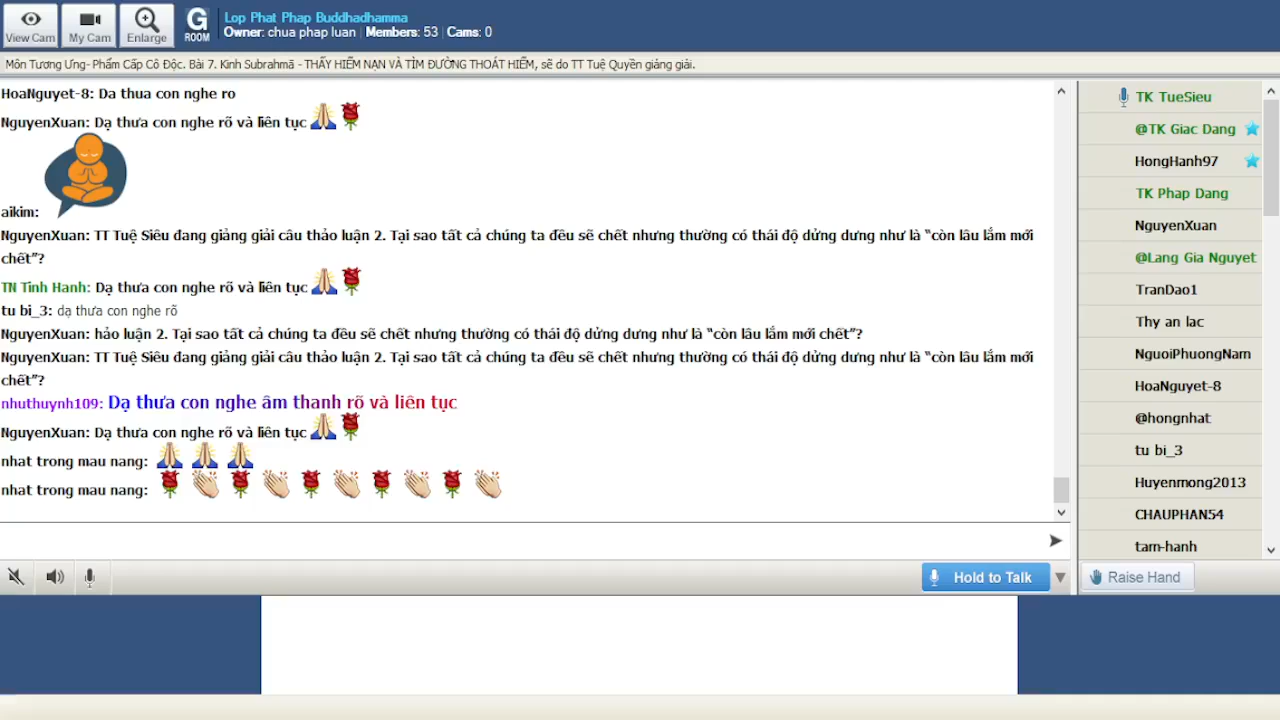 View Cam
My Cam
Enlarge
G
ROOM
Lop Phat Phap Buddhadhamma
Owner: chua phap luan | Members: 53 | Cams: 0
Môn Tương Ưng- Phẩm Cấp Cô Độc. Bài 7. Kinh Subrahmā - THẤY HIỂM NẠN VÀ TÌM ĐƯỜNG THOÁT HIỂM, sẽ do TT Tuệ Quyền giảng giải.
HoaNguyet-8: Da thua con nghe ro
NguyenXuan: Dạ thưa con nghe rõ và liên tục
aikim:
NguyenXuan: TT Tuệ Siêu đang giảng giải câu thảo luận 2. Tại sao tất cả chúng ta đều sẽ chết nhưng thường có thái độ dửng dưng như là “còn lâu lắm mới
chết”?
TN Tinh Hanh: Dạ thưa con nghe rõ và liên tục
tu bi_3: dạ thưa con nghe rõ
NguyenXuan: hảo luận 2. Tại sao tất cả chúng ta đều sẽ chết nhưng thường có thái độ dửng dưng như là “còn lâu lắm mới chết”?
NguyenXuan: TT Tuệ Siêu đang giảng giải câu thảo luận 2. Tại sao tất cả chúng ta đều sẽ chết nhưng thường có thái độ dửng dưng như là “còn lâu lắm mới
chết”?
nhuthuynh109: Dạ thưa con nghe âm thanh rõ và liên tục
NguyenXuan: Dạ thưa con nghe rõ và liên tục
nhat trong mau nang:
nhat trong mau nang:
Hold to Talk
TK TueSieu
@TK Giac Dang
HongHanh97
TK Phap Dang
NguyenXuan
@Lang Gia Nguyet
TranDao1
Thy an lac
NguoiPhuongNam
HoaNguyet-8
@hongnhat
tu bi_3
Huyenmong2013
CHAUPHAN54
tam-hanh
Raise Hand